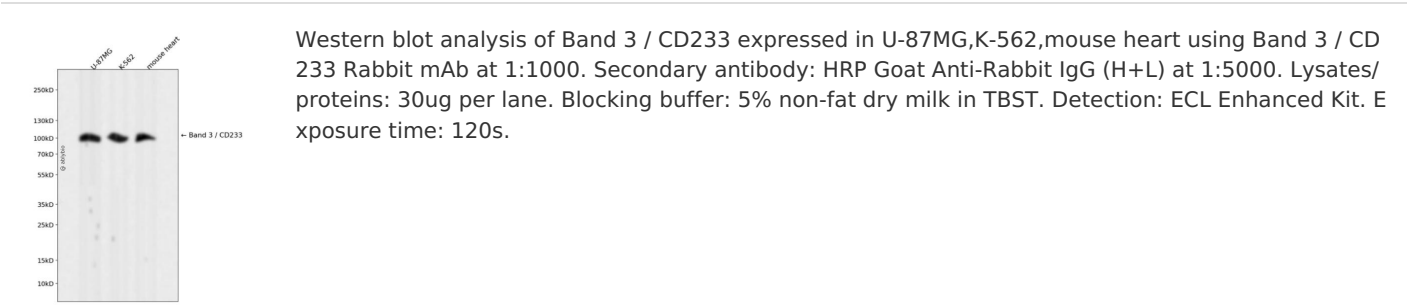 U-87MG
K-562
mouse heart
250kD
130kD
100kD
70kD
55kD
35kD
25kD
15kD
10kD
← Band 3 / CD233
Western blot analysis of Band 3 / CD233 expressed in U-87MG,K-562,mouse heart using Band 3 / CD
233 Rabbit mAb at 1:1000. Secondary antibody: HRP Goat Anti-Rabbit IgG (H+L) at 1:5000. Lysates/
proteins: 30ug per lane. Blocking buffer: 5% non-fat dry milk in TBST. Detection: ECL Enhanced Kit. E
xposure time: 120s.